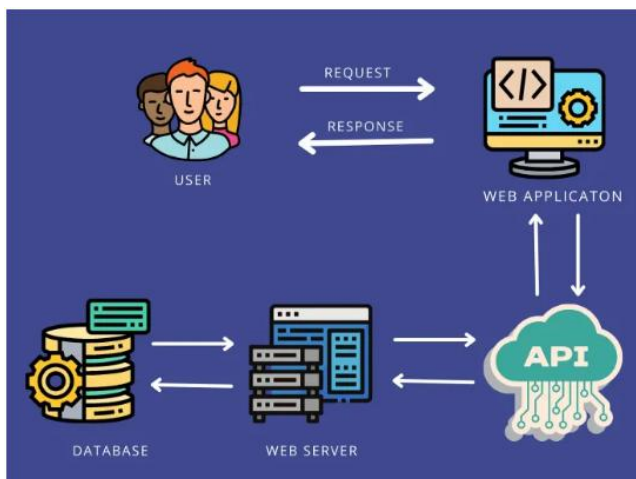 REQUEST
RESPONSE
USER
</>
WEB APPLICATON
API
DATABASE
WEB SERVER